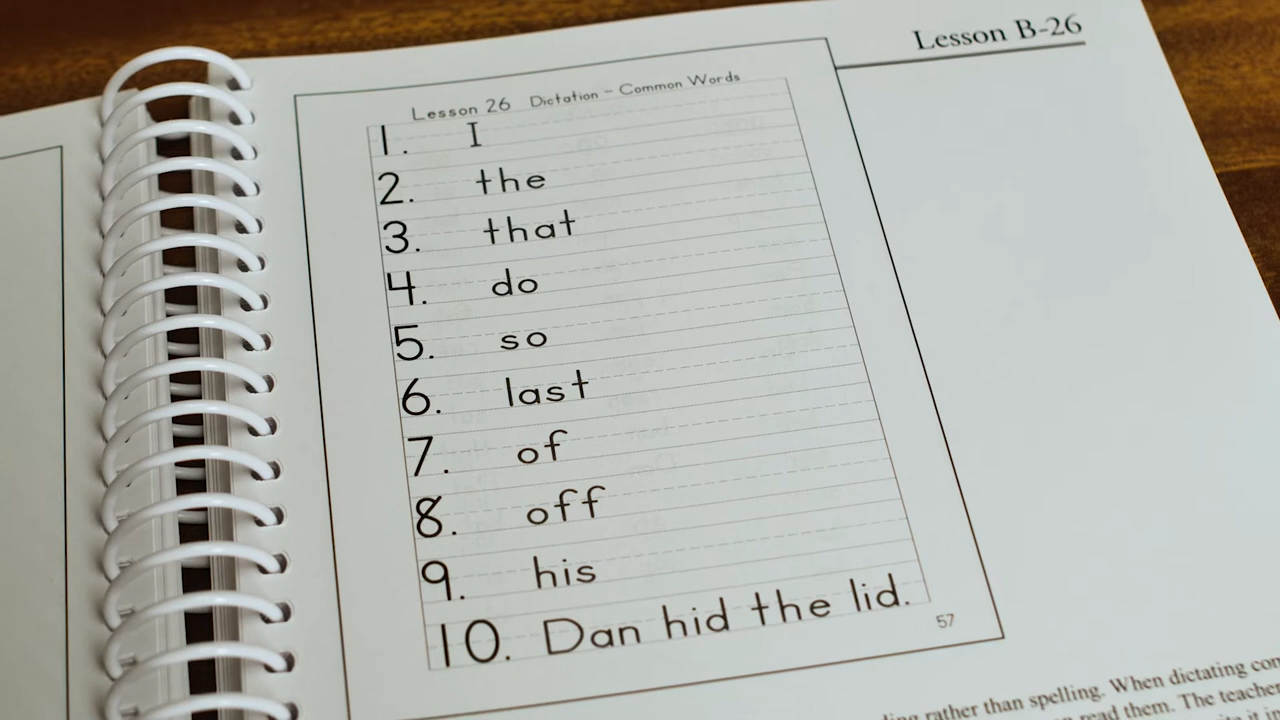 Lesson B-26
Lesson 26 Dictation - Common Words
1. I
2. the
3. that
4. do
5. so
6. last
7. of
8. off
9. his
10. Dan hid the lid.
57
rather than spelling. When dictating
read them. The teacher
it in